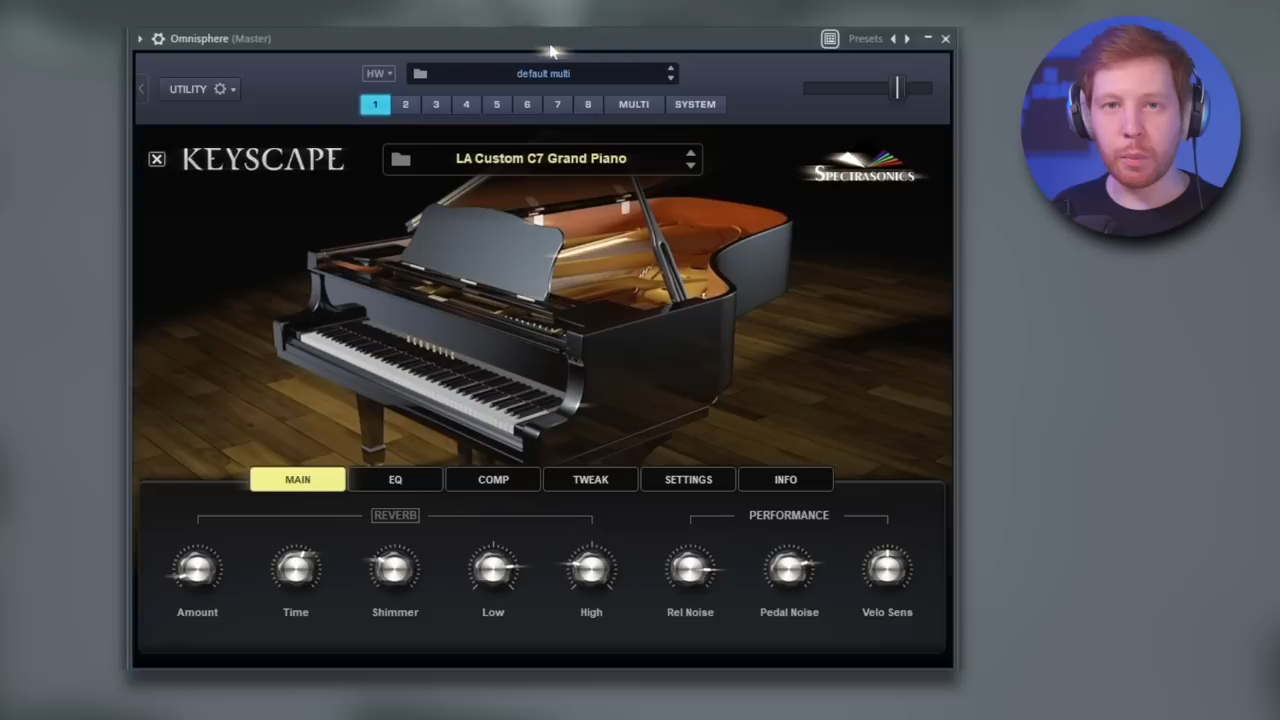 Omnisphere (Master)
Presets
UTILITY
HW
default multi
1 2 3 4 5 6 7 8 MULTI SYSTEM
KEYSCAPE
LA Custom C7 Grand Piano
SPECTRASONICS
YAMAHA
MAIN EQ COMP TWEAK SETTINGS INFO
REVERB PERFORMANCE
Amount Time Shimmer Low High Rel Noise Pedal Noise Velo Sens